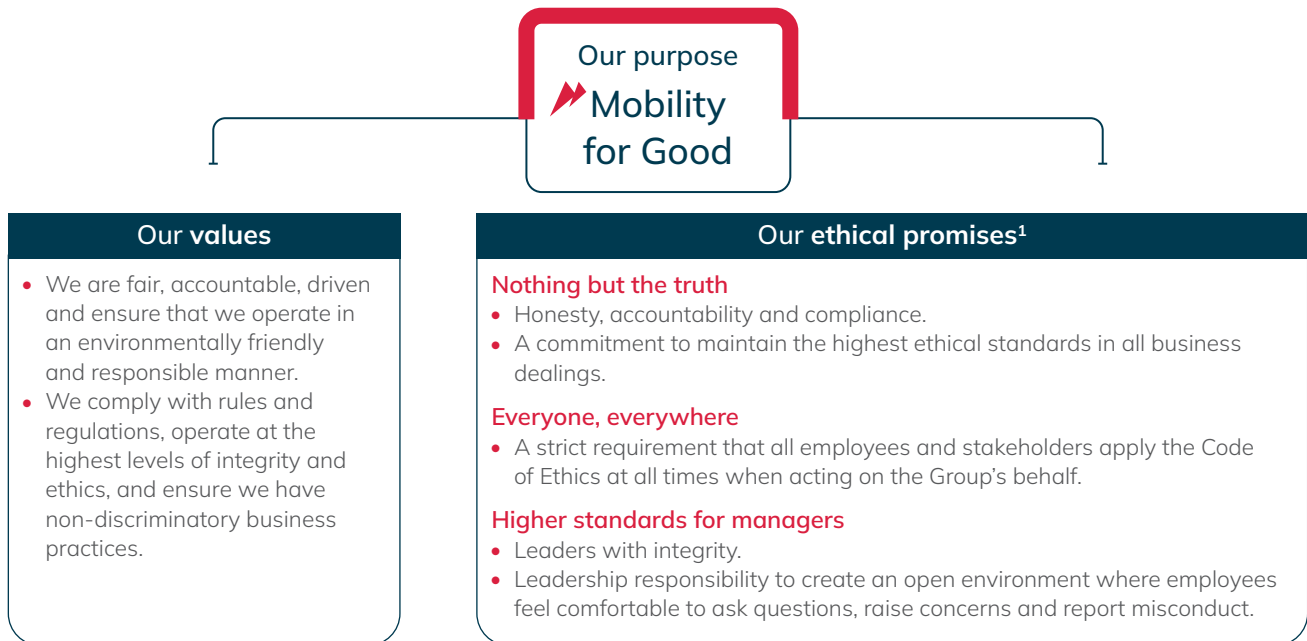 Our purpose
Mobility
for Good
Our values
• We are fair, accountable, driven
and ensure that we operate in
an environmentally friendly
and responsible manner.
• We comply with rules and
regulations, operate at the
highest levels of integrity and
ethics, and ensure we have
non-discriminatory business
practices.
Our ethical promises¹
Nothing but the truth
• Honesty, accountability and compliance.
• A commitment to maintain the highest ethical standards in all business
dealings.
Everyone, everywhere
• A strict requirement that all employees and stakeholders apply the Code
of Ethics at all times when acting on the Group’s behalf.
Higher standards for managers
• Leaders with integrity.
• Leadership responsibility to create an open environment where employees
feel comfortable to ask questions, raise concerns and report misconduct.